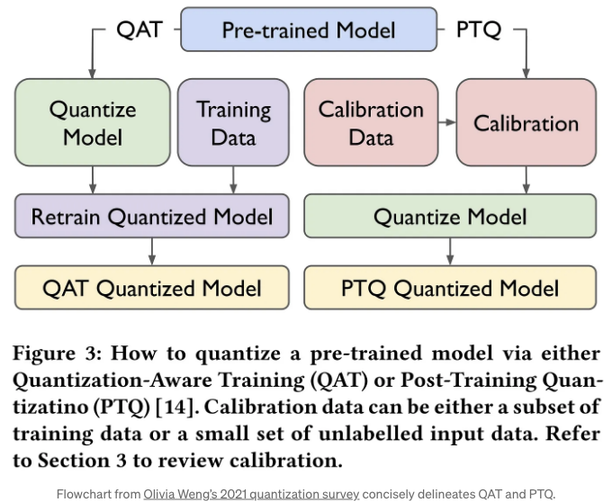 QAT Pre-trained Model PTQ
Quantize
Model
Training
Data
Calibration
Data
Calibration
Retrain Quantized Model
Quantize Model
QAT Quantized Model
PTQ Quantized Model
Figure 3: How to quantize a pre-trained model via either
Quantization-Aware Training (QAT) or Post-Training Quan-
tizatino (PTQ) [14]. Calibration data can be either a subset of
training data or a small set of unlabelled input data. Refer
to Section 3 to review calibration.
Flowchart from Olivia Weng's 2021 quantization survey concisely delineates QAT and PTQ.